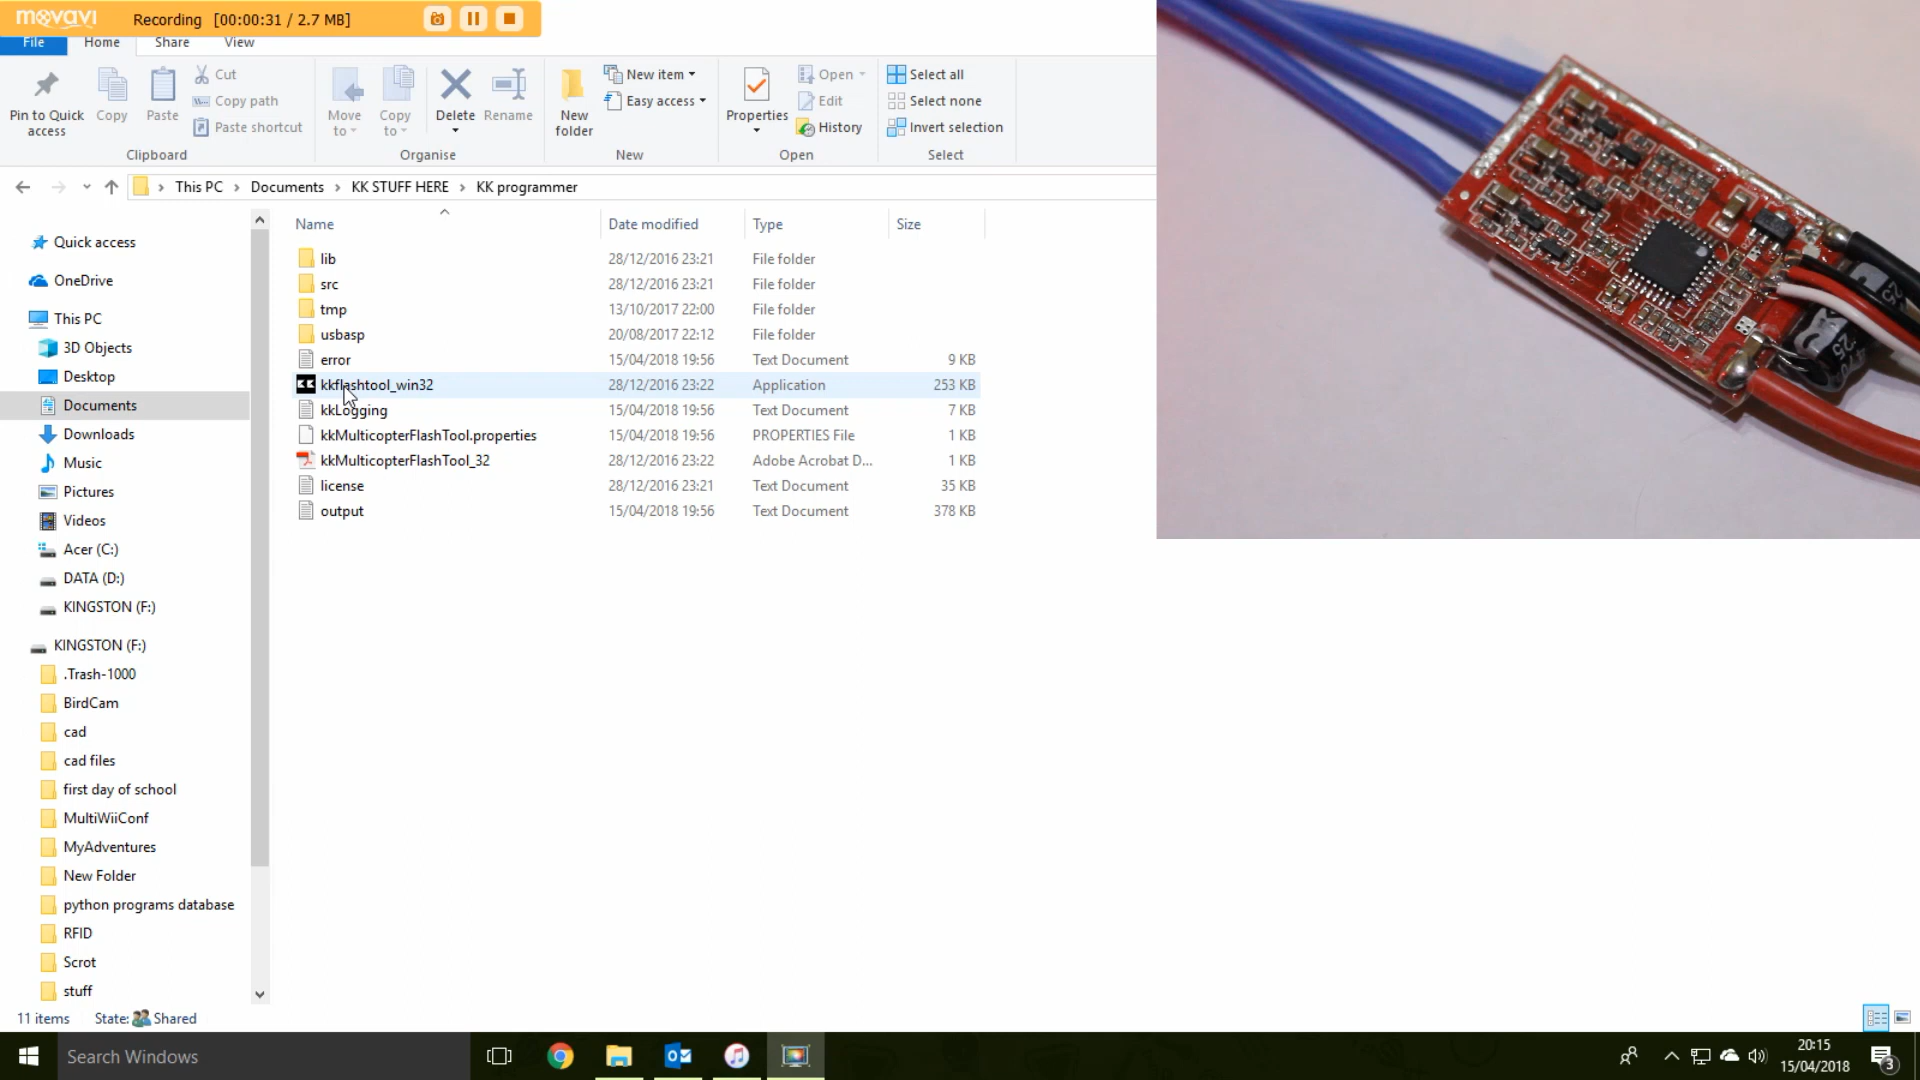 movavi Recording [00:00:31 / 2.7 MB]
File Home Share View
Pin to Quick access
Copy
Paste
Cut
Copy path
Paste shortcut
Clipboard
Move to
Copy to
Delete
Rename
Organise
New folder
New item
Easy access
New
Properties
Open
Edit
History
Open
Select all
Select none
Invert selection
Select
This PC > Documents > KK STUFF HERE > KK programmer
Name Date modified Type Size
lib 28/12/2016 23:21 File folder
src 28/12/2016 23:21 File folder
tmp 13/10/2017 22:00 File folder
usbasp 20/08/2017 22:12 File folder
error 15/04/2018 19:56 Text Document 9 KB
kkflashtool_win32 28/12/2016 23:22 Application 253 KB
kkLogging 15/04/2018 19:56 Text Document 7 KB
kkMulticopterFlashTool.properties 15/04/2018 19:56 PROPERTIES File 1 KB
kkMulticopterFlashTool_32 28/12/2016 23:22 Adobe Acrobat D... 1 KB
license 28/12/2016 23:21 Text Document 35 KB
output 15/04/2018 19:56 Text Document 378 KB
Quick access
OneDrive
This PC
3D Objects
Desktop
Documents
Downloads
Music
Pictures
Videos
Acer (C:)
DATA (D:)
KINGSTON (F:)
KINGSTON (F:)
.Trash-1000
BirdCam
cad
cad files
first day of school
MultiWiiConf
MyAdventures
New Folder
python programs database
RFID
Scrot
stuff
11 items State: Shared
Search Windows
20:15
15/04/2018
3